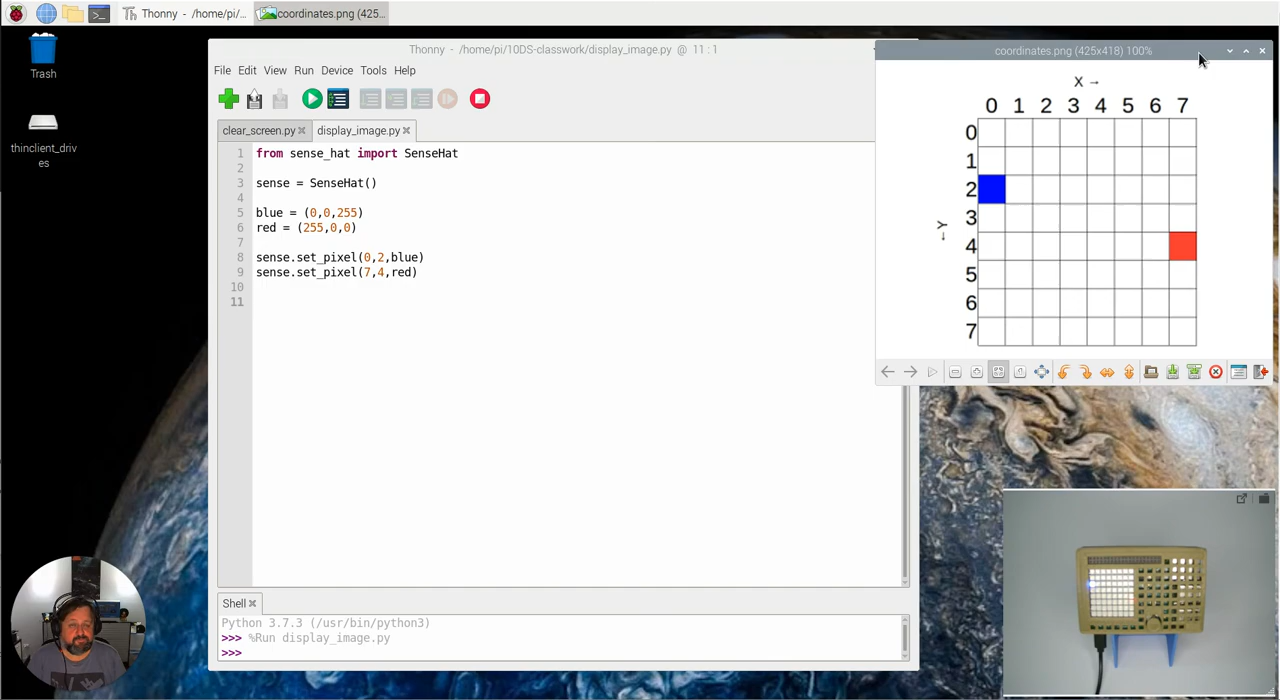 Thonny - /home/pi/...
coordinates.png (425...
Trash
thinclient_driv
es
Thonny - /home/pi/10DS-classwork/display_image.py @ 11 : 1
File Edit View Run Device Tools Help
clear_screen.py
display_image.py
1 from sense_hat import SenseHat
2
3 sense = SenseHat()
4
5 blue = (0,0,255)
6 red = (255,0,0)
7
8 sense.set_pixel(0,2,blue)
9 sense.set_pixel(7,4,red)
10
11
Shell
Python 3.7.3 (/usr/bin/python3)
>>> %Run display_image.py
>>>
coordinates.png (425x418) 100%
X →
0 1 2 3 4 5 6 7
0
1
2
3
4
5
6
7
← Y